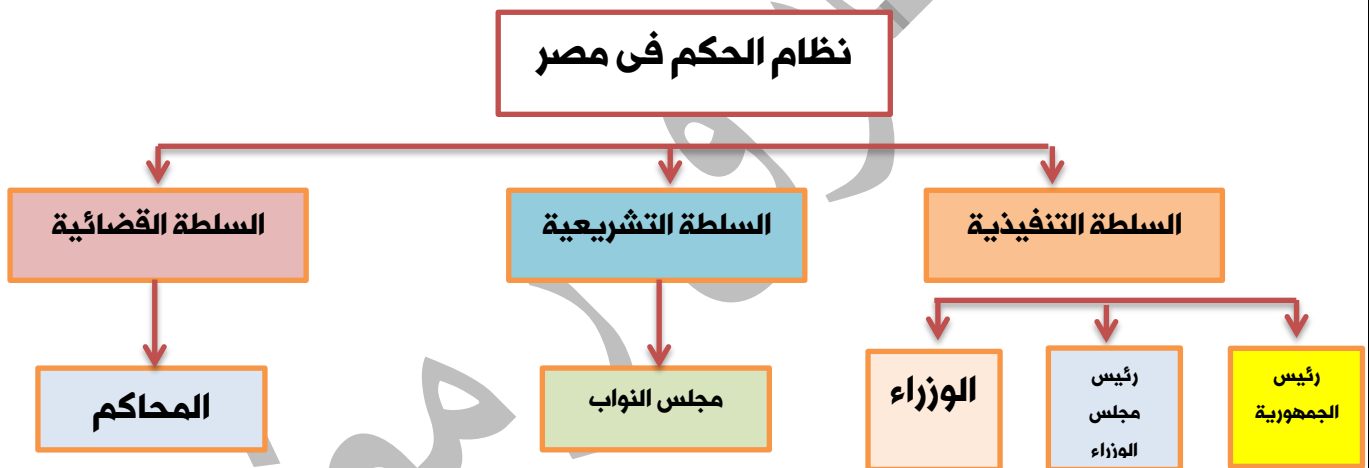 نظام الحكم فى مصر
السلطة التنفيذية
السلطة التشريعية
السلطة القضائية
رئيس
الجمهورية
رئيس
مجلس
الوزراء
الوزراء
مجلس النواب
المحاكم